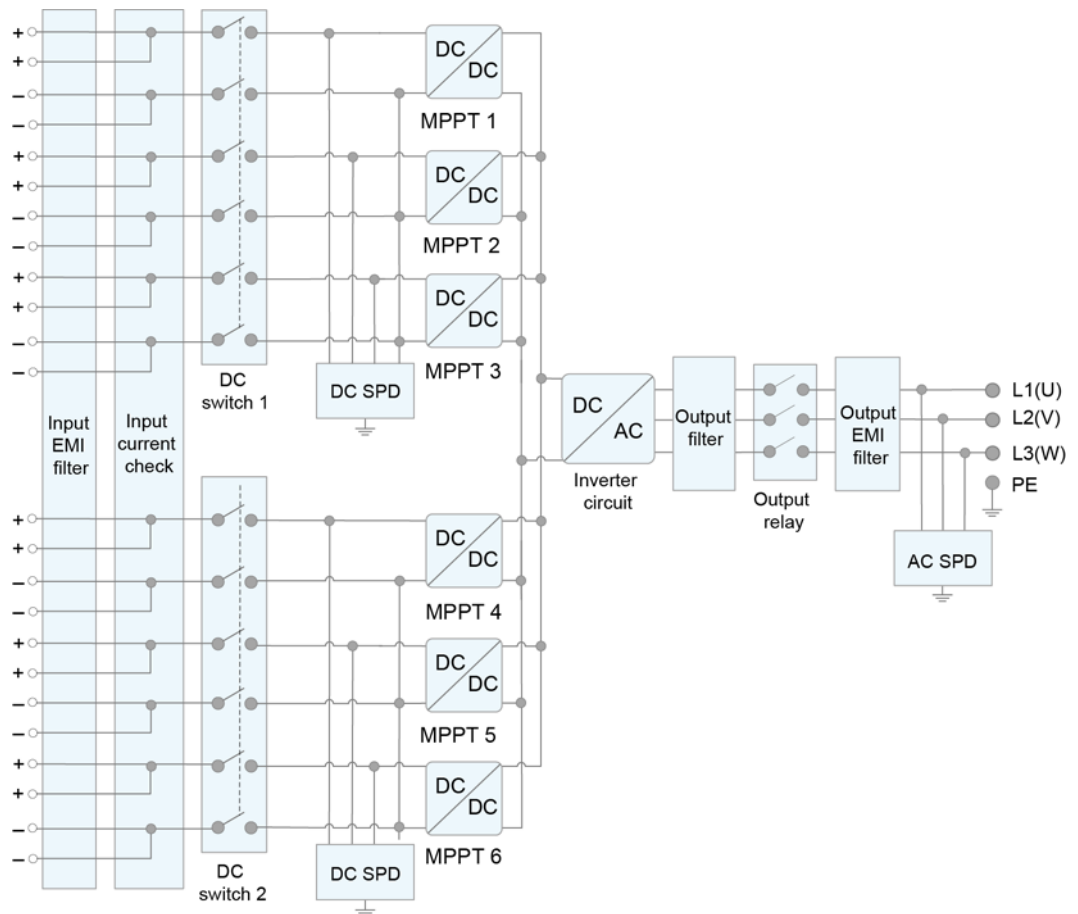 +
+
−
−
+
+
−
−
+
+
−
−
Input
EMI
filter
Input
current
check
DC
switch 1
DC SPD
DC
DC
MPPT 1
DC
DC
MPPT 2
DC
DC
MPPT 3
+
+
−
−
+
+
−
−
+
+
−
−
DC
switch 2
DC SPD
DC
DC
MPPT 4
DC
DC
MPPT 5
DC
DC
MPPT 6
DC
AC
Inverter
circuit
Output
filter
Output
relay
Output
EMI
filter
L1(U)
L2(V)
L3(W)
PE
AC SPD